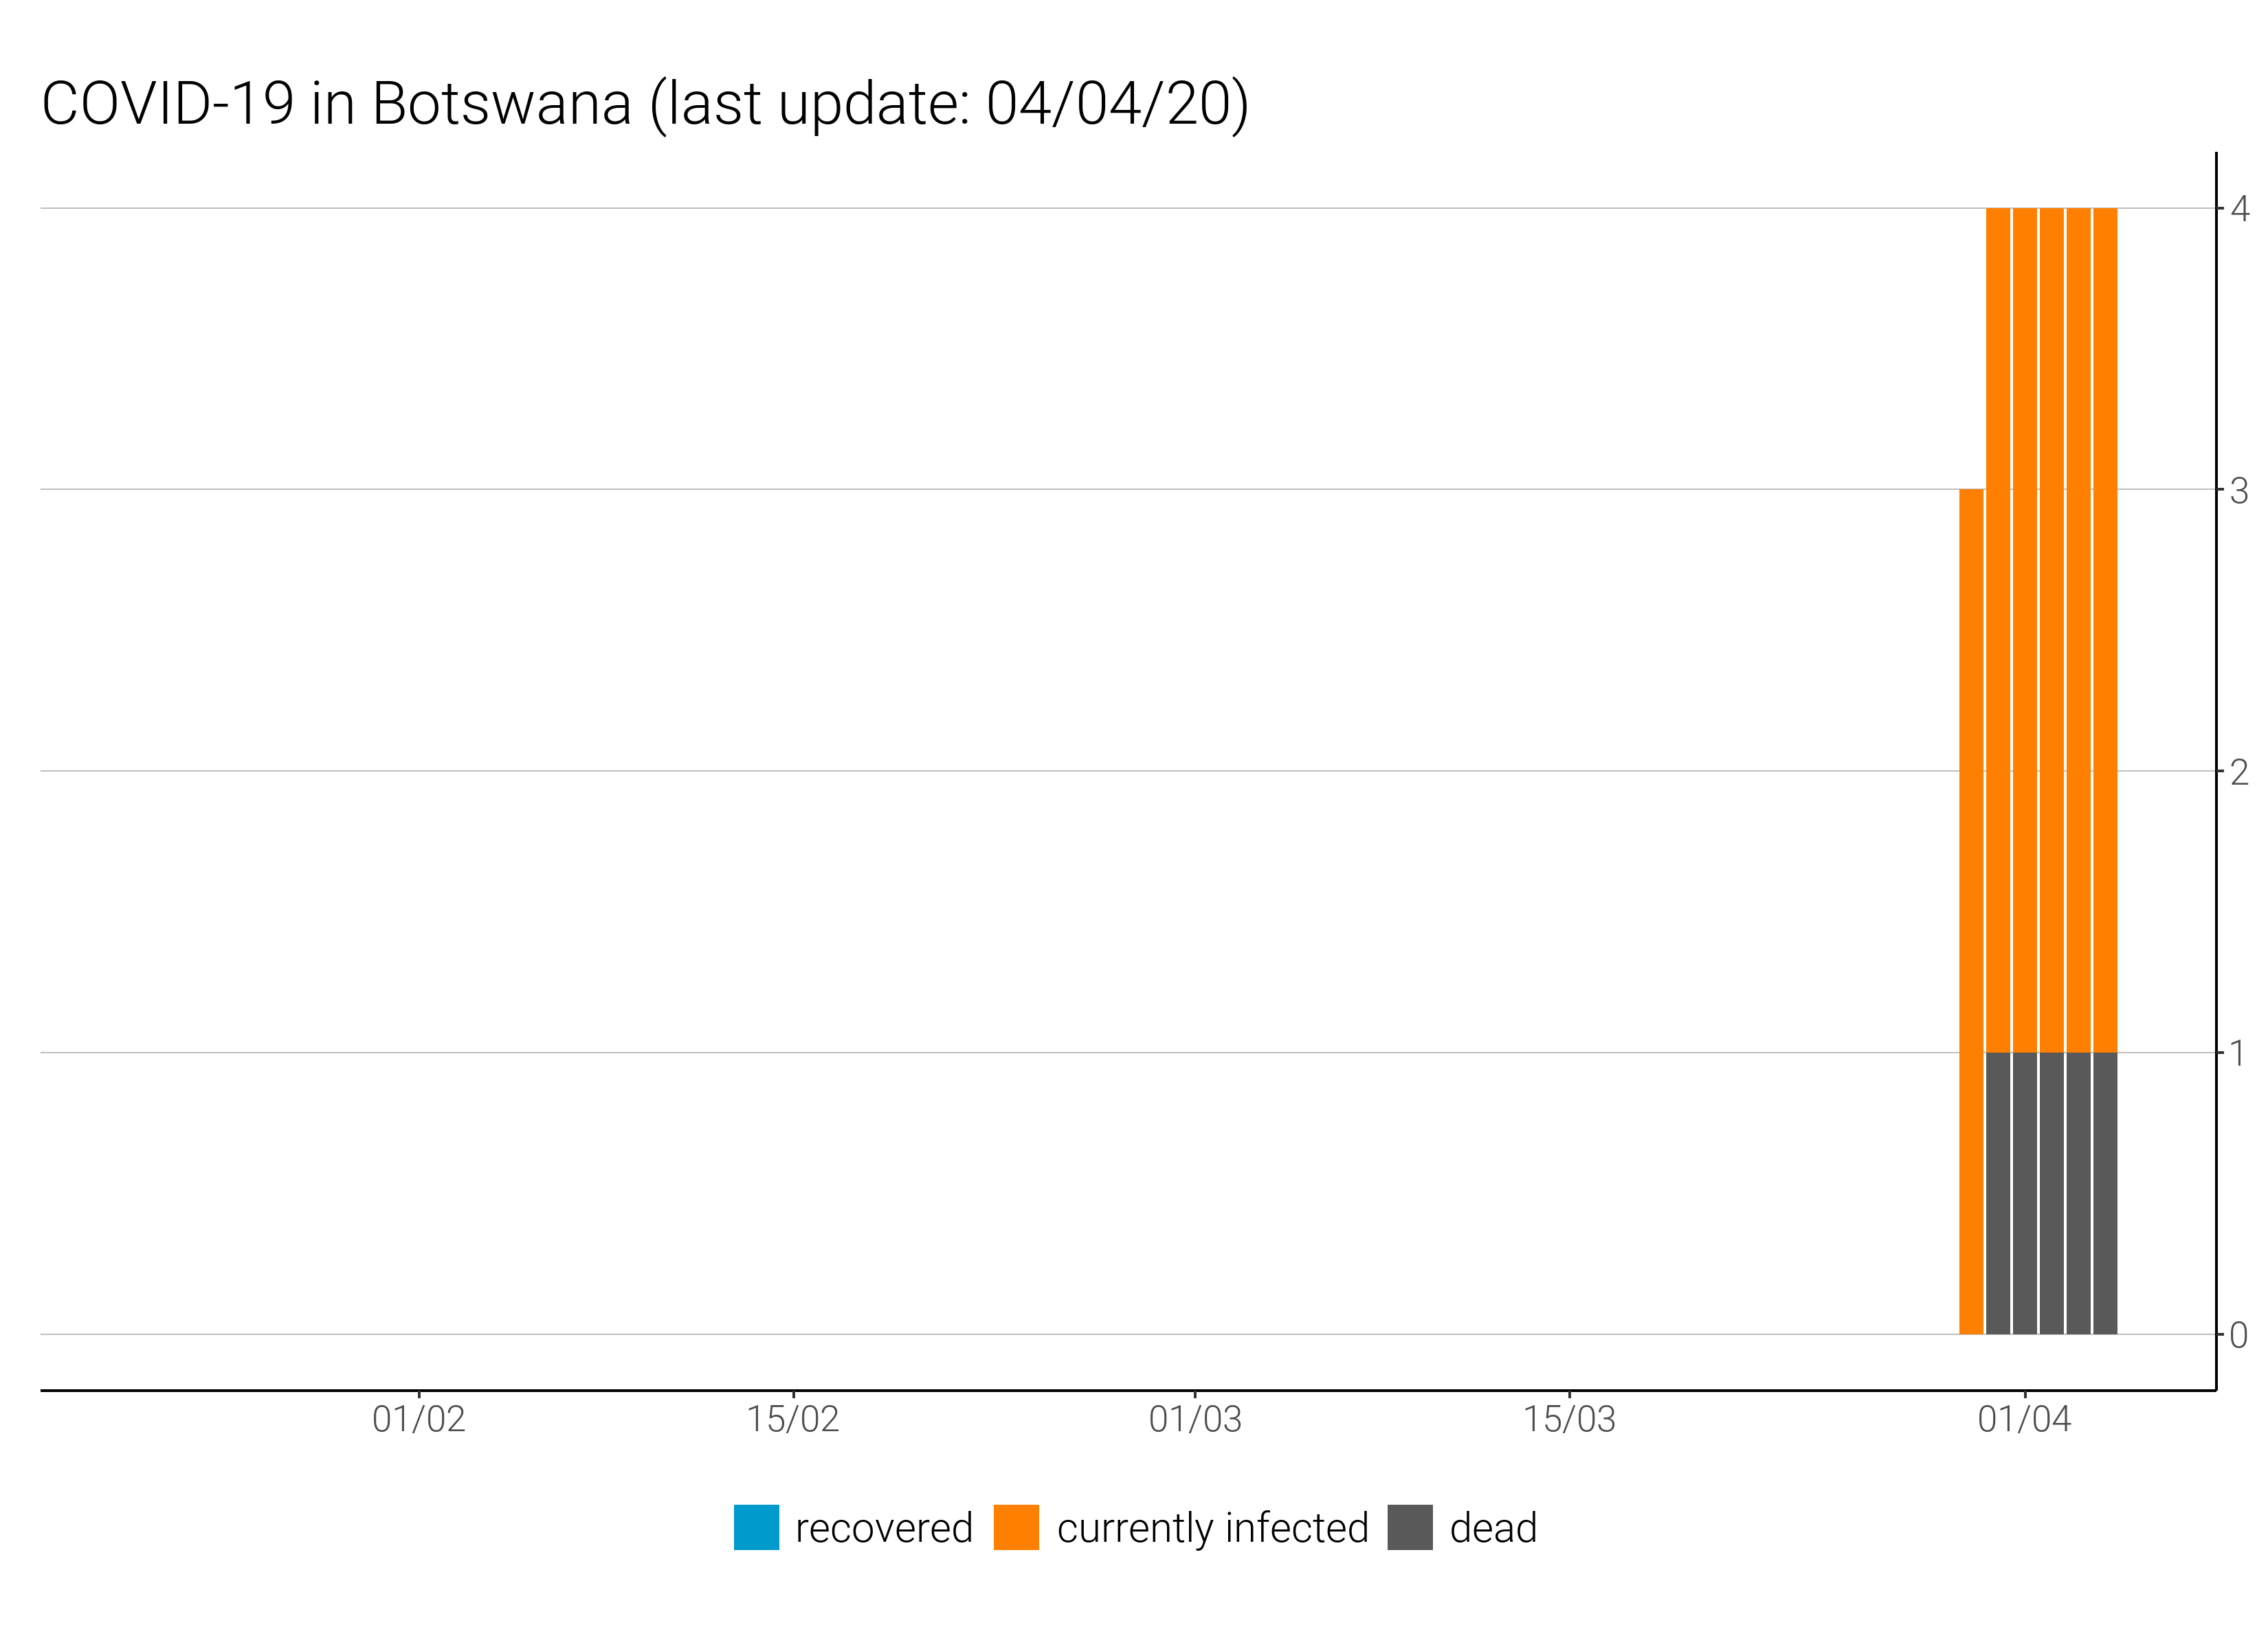 COVID-19 in Botswana (last update: 04/04/20)
4
3
2
1
0
01/02 15/02 01/03 15/03 01/04
recovered currently infected dead